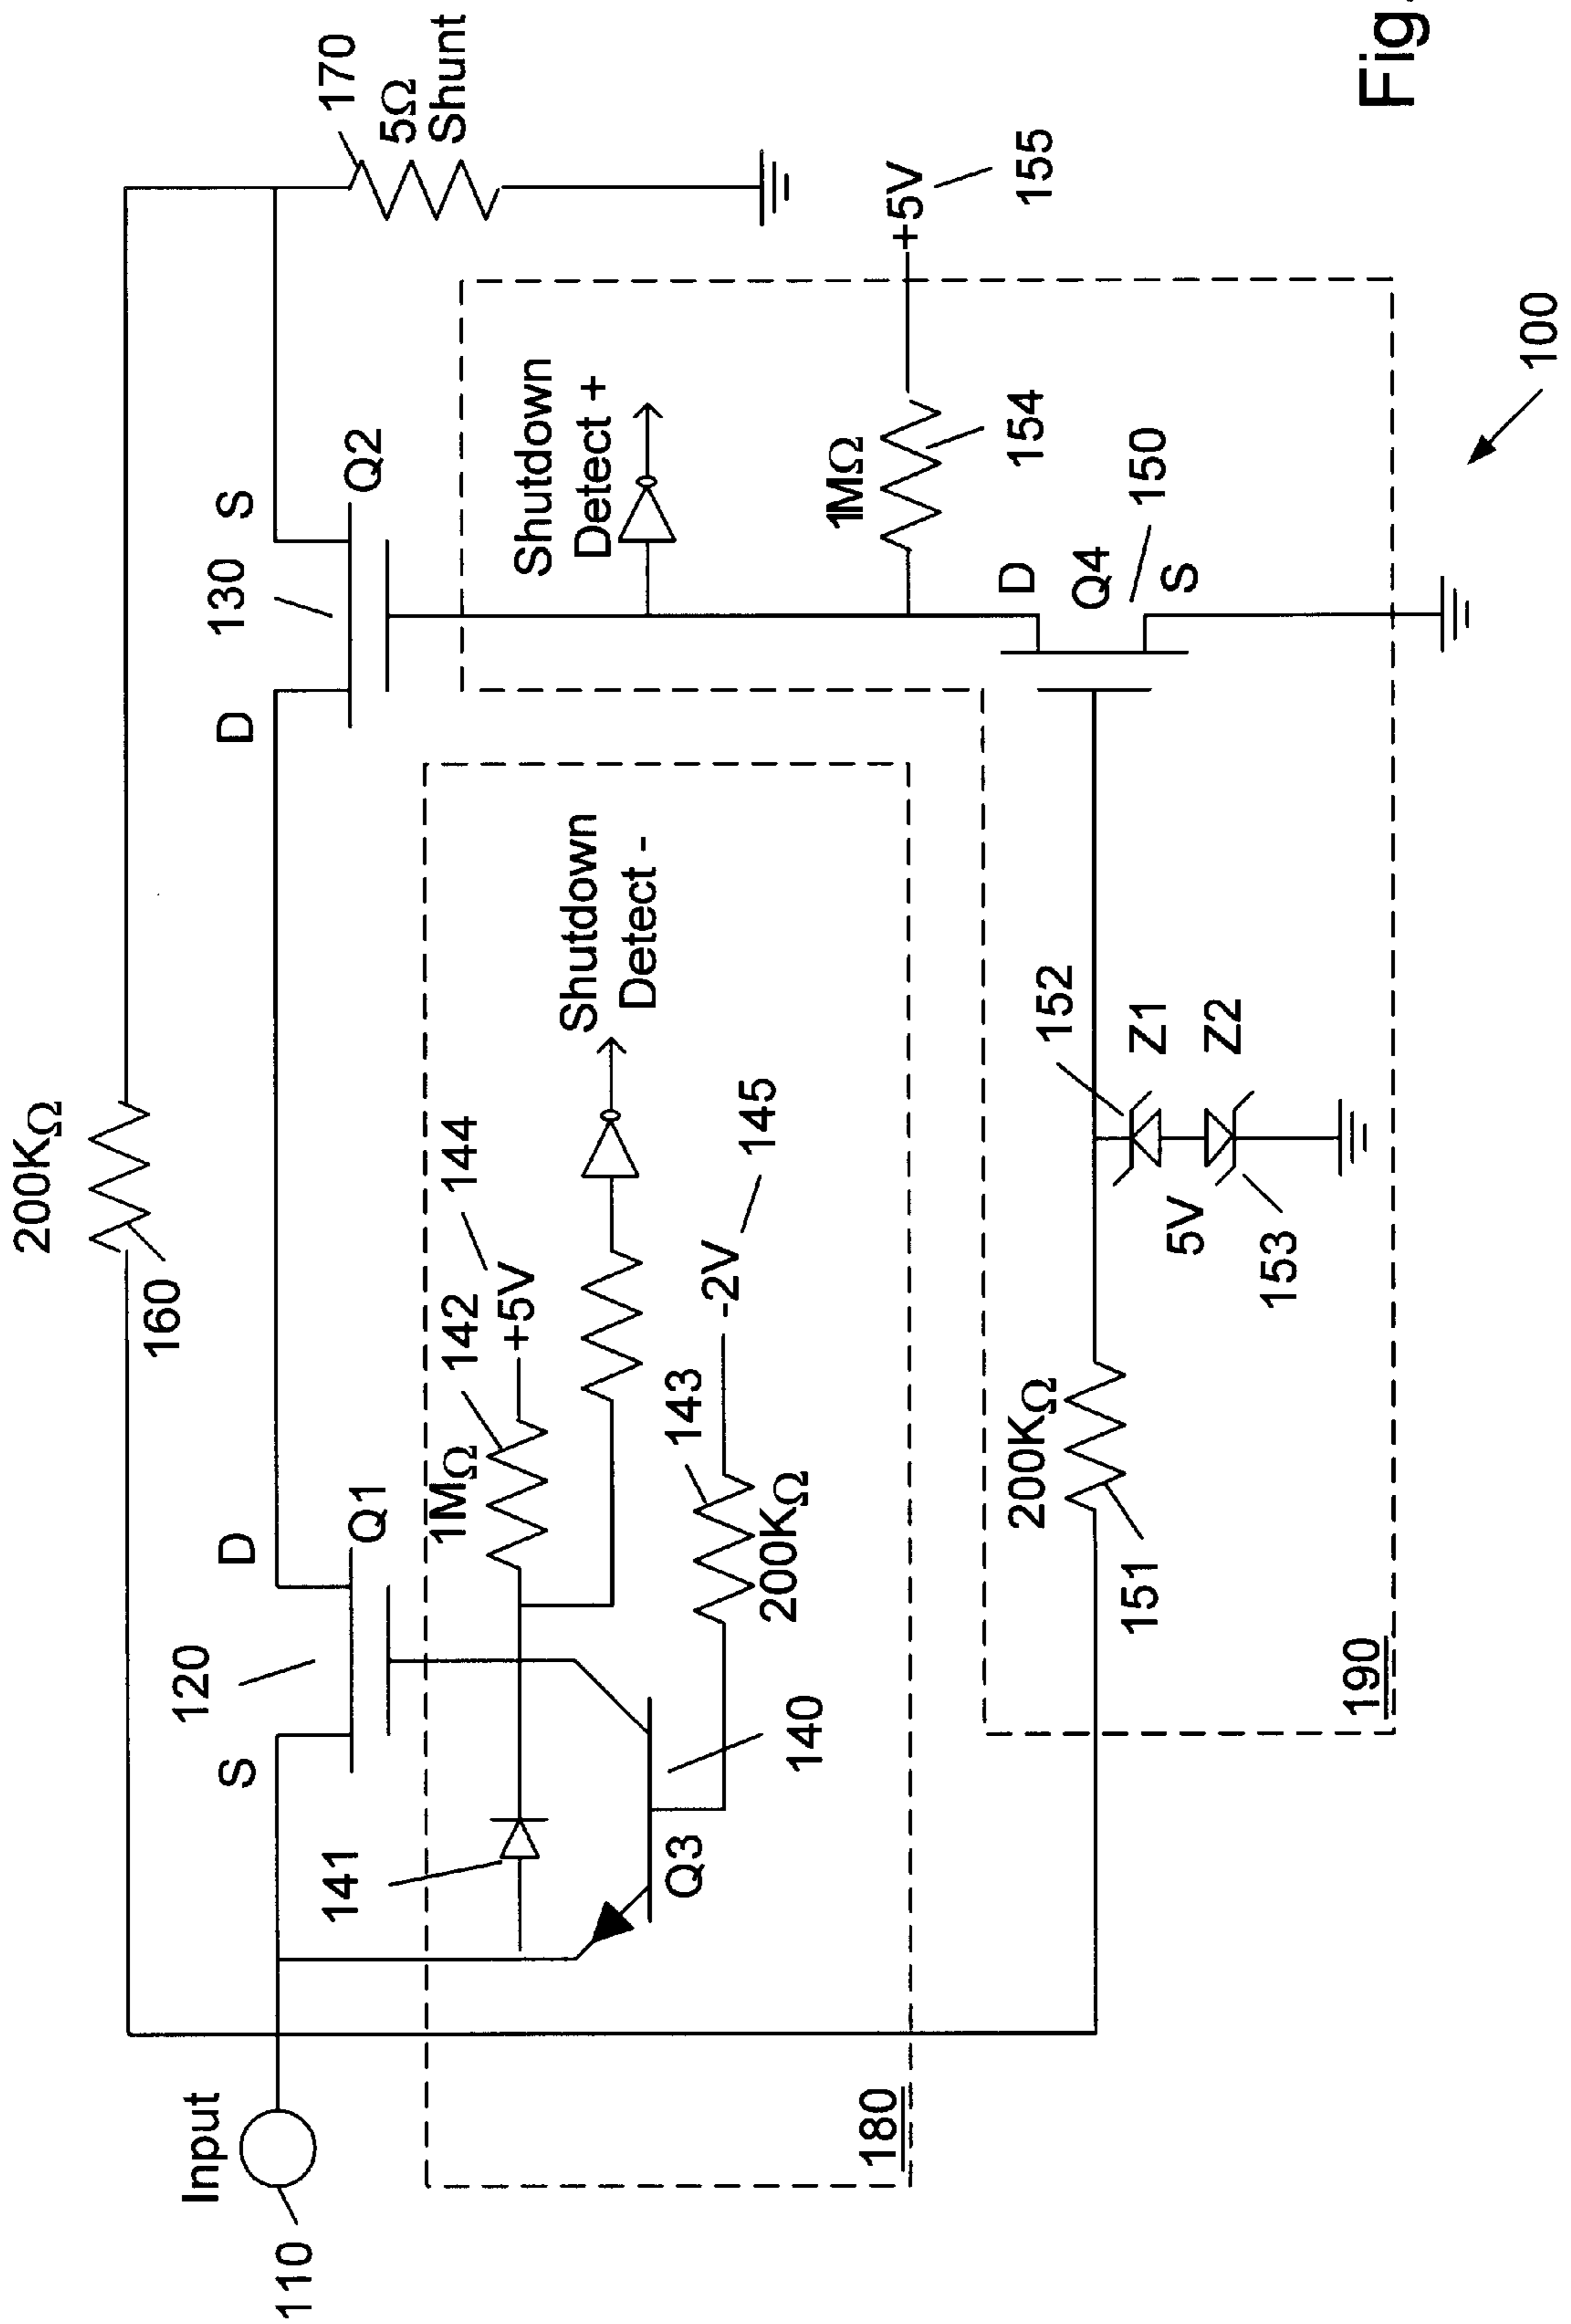 200KΩ
160
170
5Ω
Shunt
Input
110
S
120
D
Q1
D
130
S
Q2
141
1MΩ
142
+5V
144
Shutdown
Detect -
Q3
140
143
200KΩ
-2V
145
180
Shutdown
Detect +
1MΩ
154
+5V
155
D
Q4
150
S
200KΩ
151
152
Z1
5V
Z2
153
190
100
Fig.